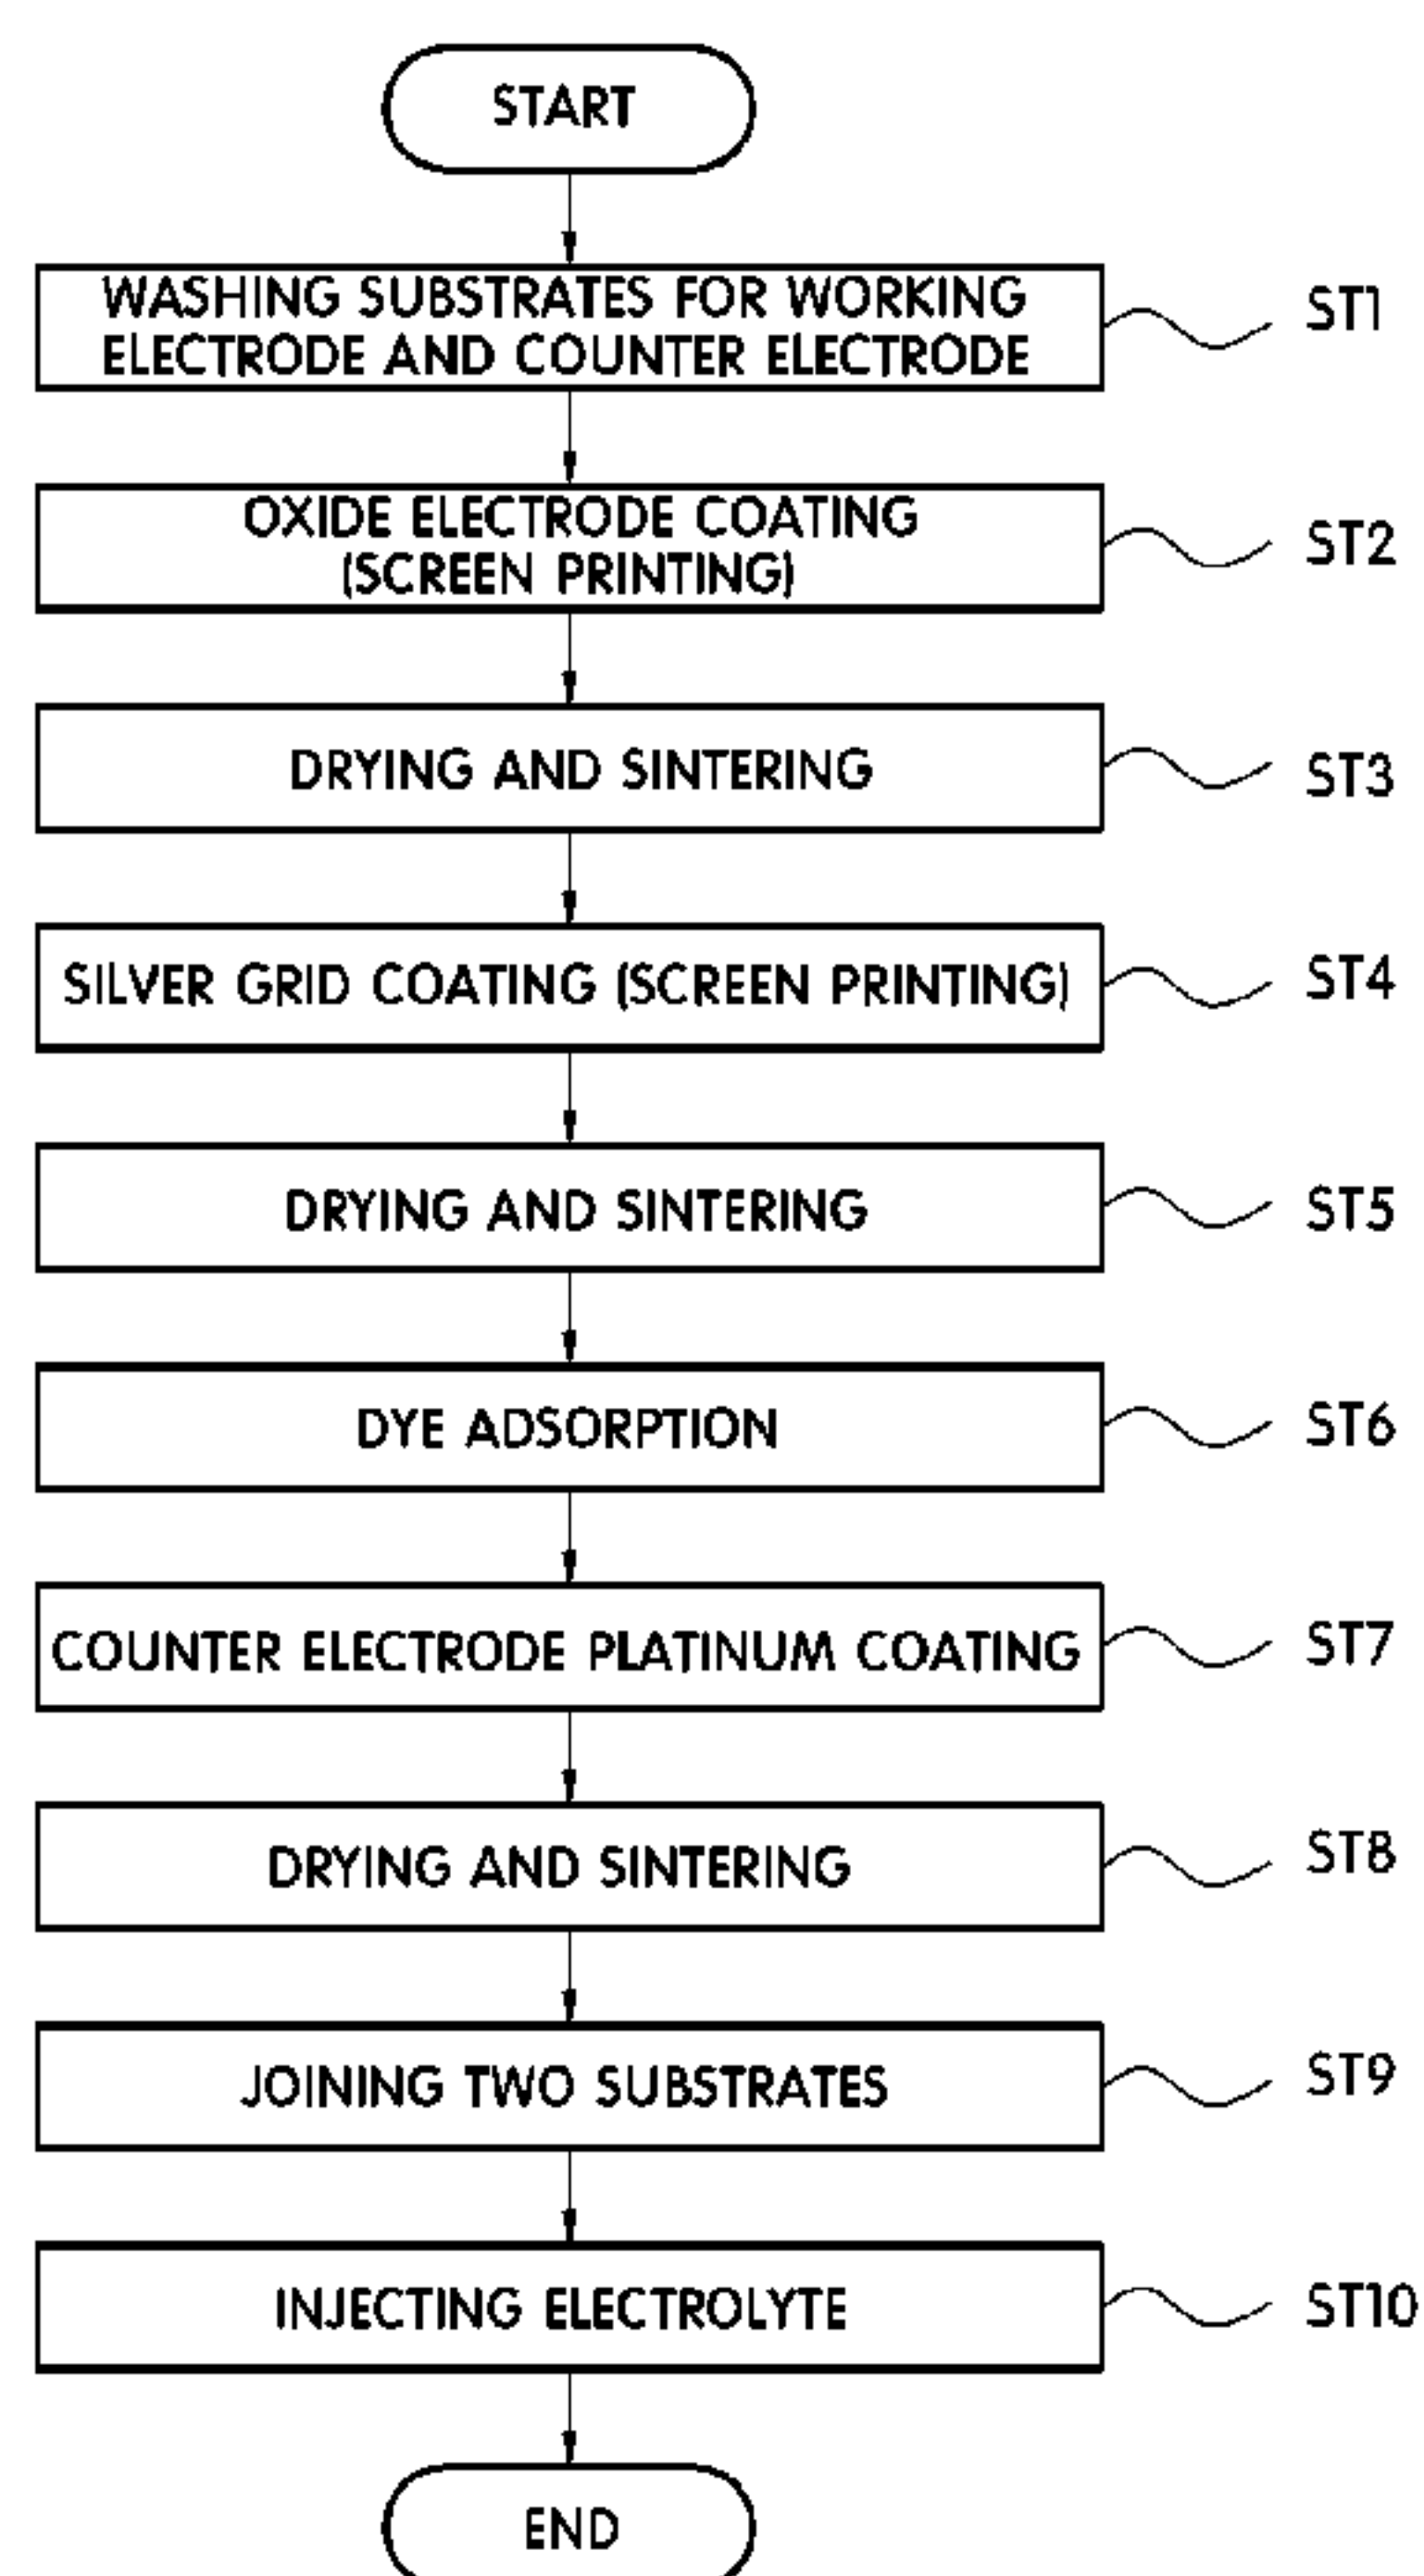 START
WASHING SUBSTRATES FOR WORKING
ELECTRODE AND COUNTER ELECTRODE
ST1
OXIDE ELECTRODE COATING
(SCREEN PRINTING)
ST2
DRYING AND SINTERING
ST3
SILVER GRID COATING (SCREEN PRINTING)
ST4
DRYING AND SINTERING
ST5
DYE ADSORPTION
ST6
COUNTER ELECTRODE PLATINUM COATING
ST7
DRYING AND SINTERING
ST8
JOINING TWO SUBSTRATES
ST9
INJECTING ELECTROLYTE
ST10
END